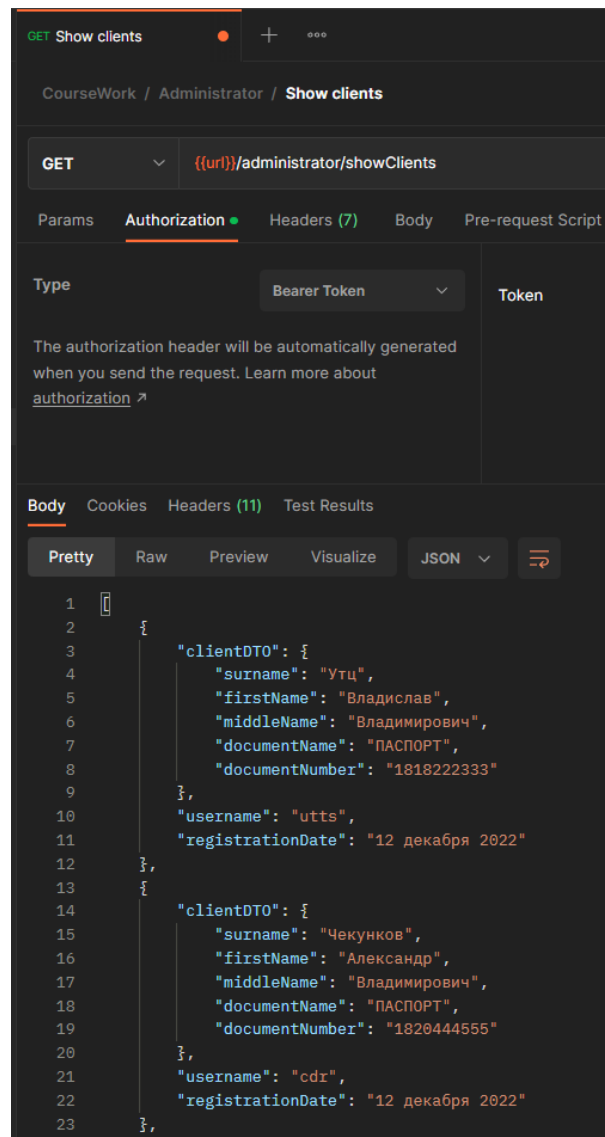 GET Show clients
CourseWork / Administrator / Show clients
GET {{url}}/administrator/showClients
Params Authorization Headers (7) Body Pre-request Script
Type Bearer Token Token
The authorization header will be automatically generated
when you send the request. Learn more about
authorization ↗
Body Cookies Headers (11) Test Results
Pretty Raw Preview Visualize JSON
1 [
2 {
3 "clientDTO": {
4 "surname": "Утц",
5 "firstName": "Владислав",
6 "middleName": "Владимирович",
7 "documentName": "ПАСПОРТ",
8 "documentNumber": "1818222333"
9 },
10 "username": "utts",
11 "registrationDate": "12 декабря 2022"
12 },
13 {
14 "clientDTO": {
15 "surname": "Чекунков",
16 "firstName": "Александр",
17 "middleName": "Владимирович",
18 "documentName": "ПАСПОРТ",
19 "documentNumber": "1820444555"
20 },
21 "username": "cdr",
22 "registrationDate": "12 декабря 2022"
23 },